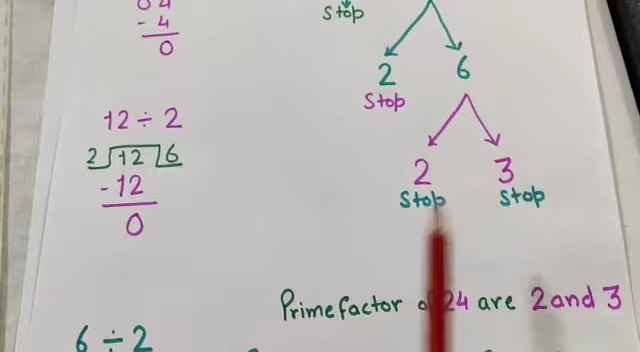 04
- 4
0
Stop
2 6
Stop
12 ÷ 2
2 12 6
- 12
0
2 3
Stop Stop
Prime factor 24 are 2 and 3
6 ÷ 2